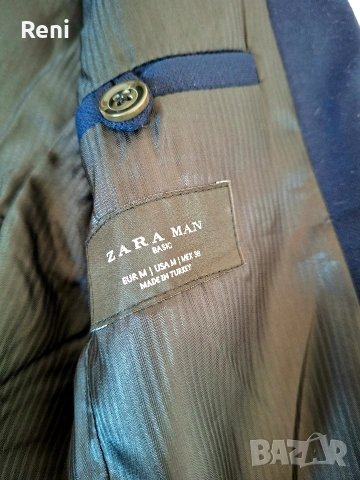 Reni
ZARA MAN
BASIC
EUR M | USA M | MEX 38
MADE IN TURKEY
BAZAR